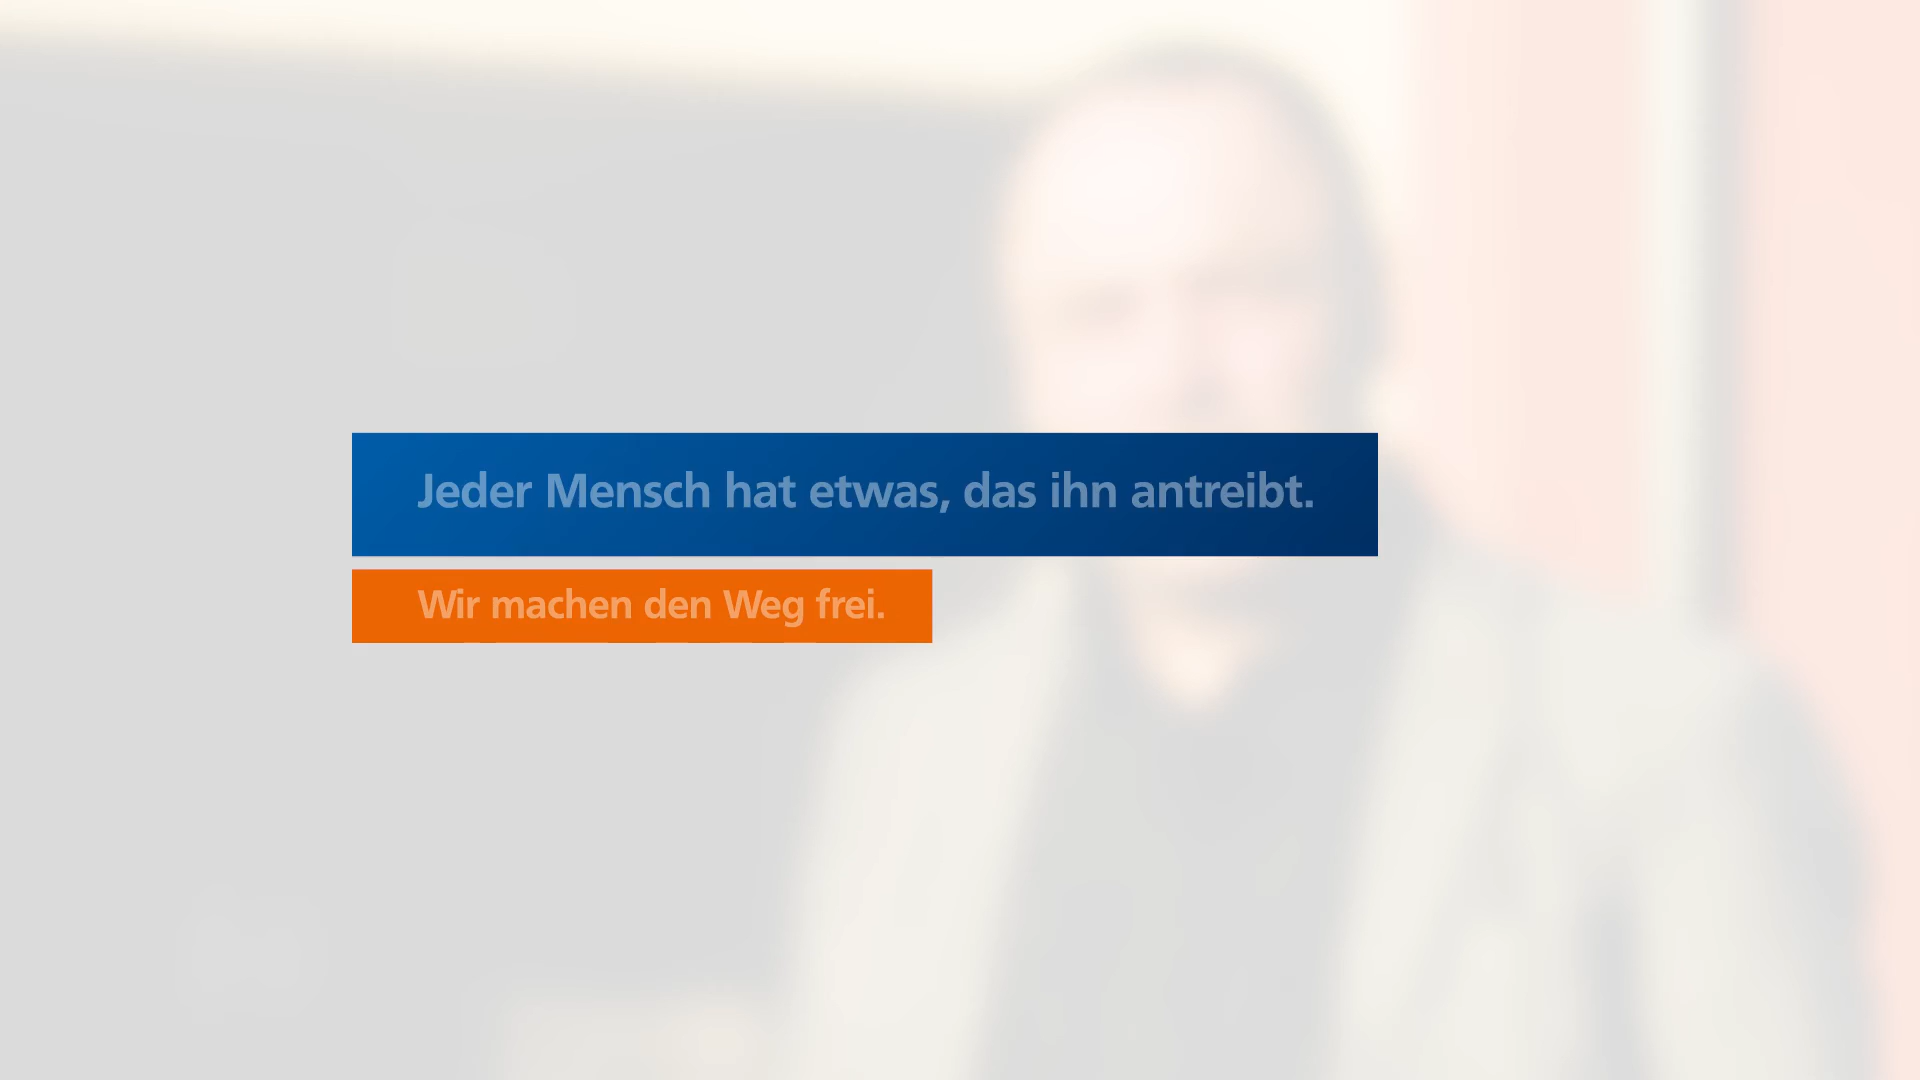 Jeder Mensch hat etwas, das ihn antreibt.
Wir machen den Weg frei.